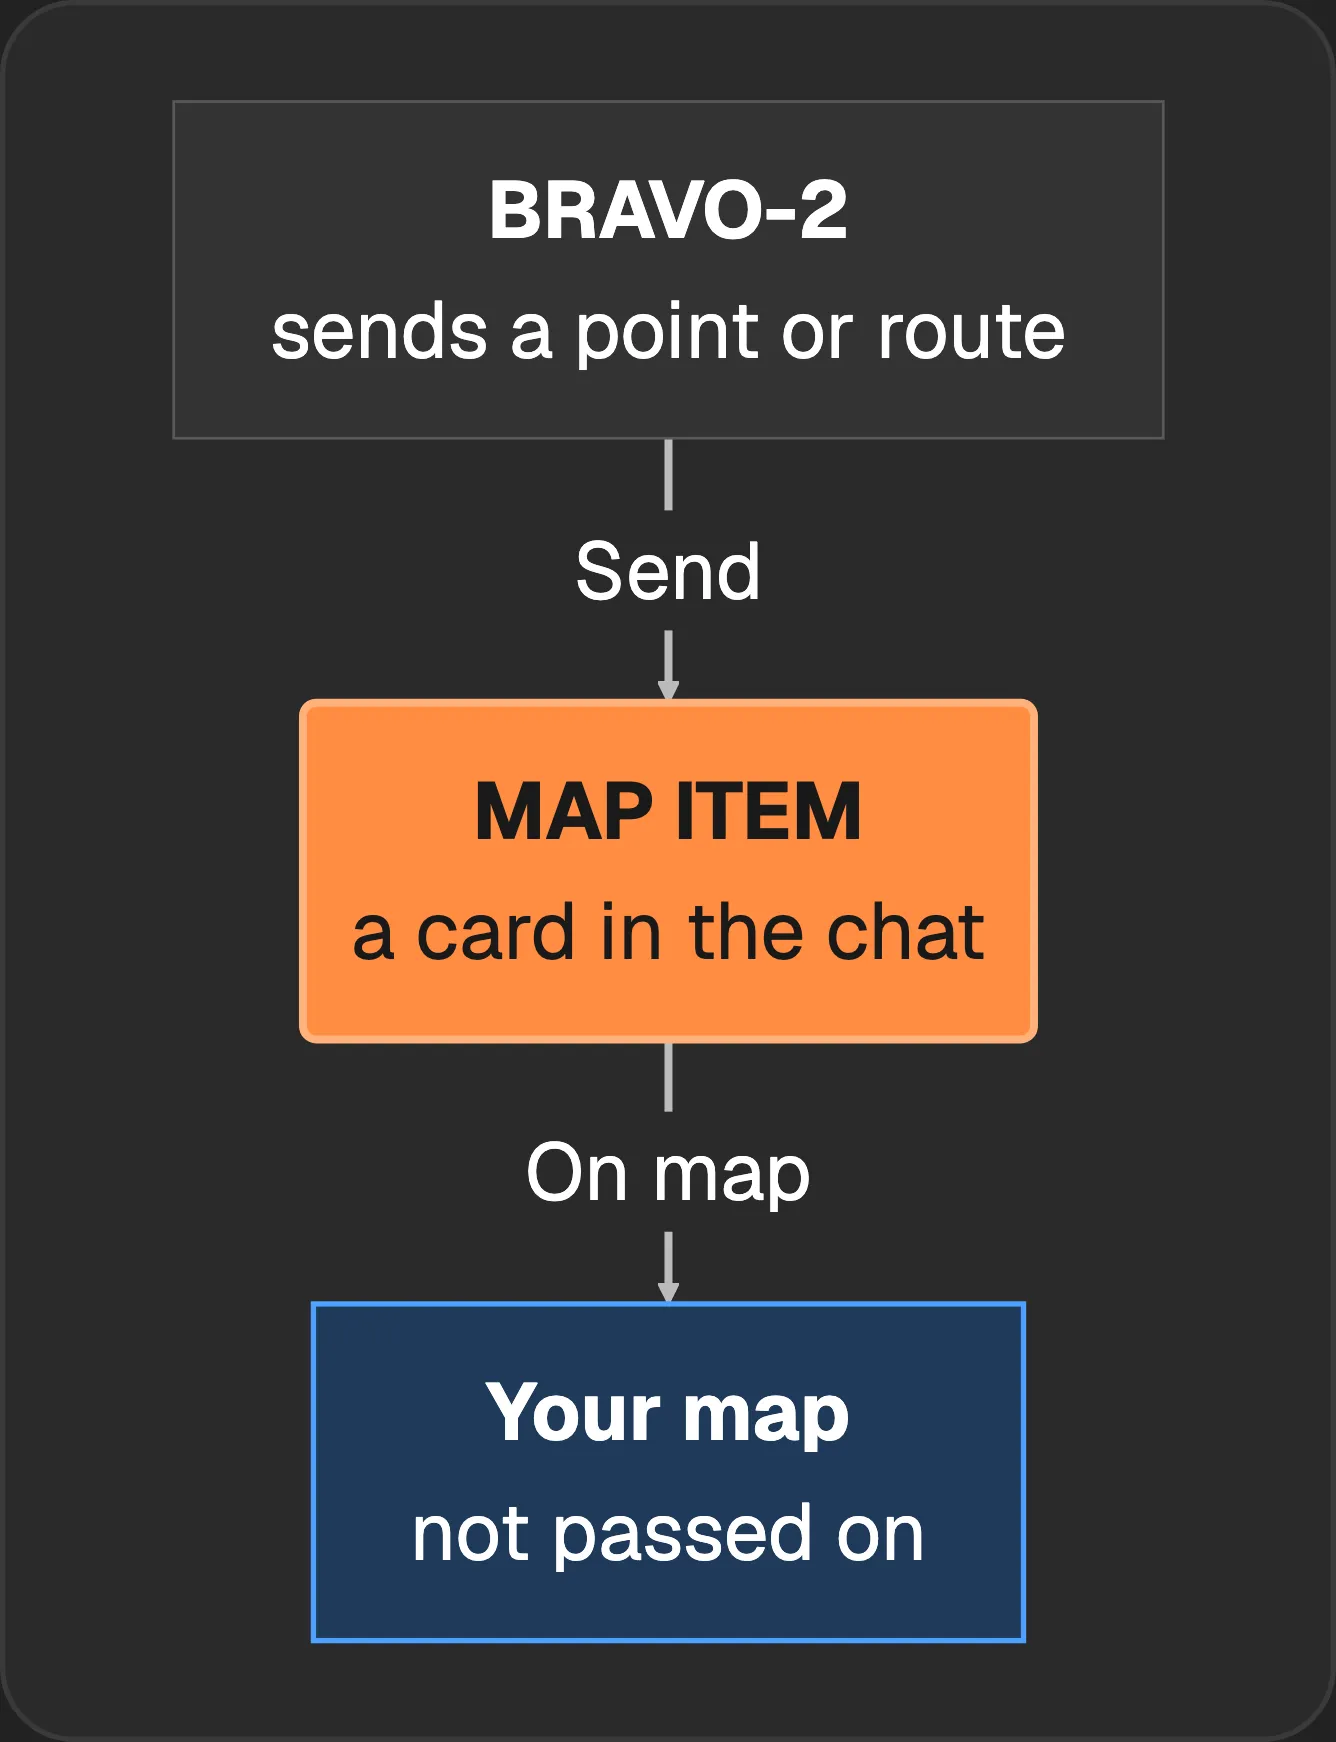 BRAVO-2
sends a point or route
Send
MAP ITEM
a card in the chat
On map
Your map
not passed on